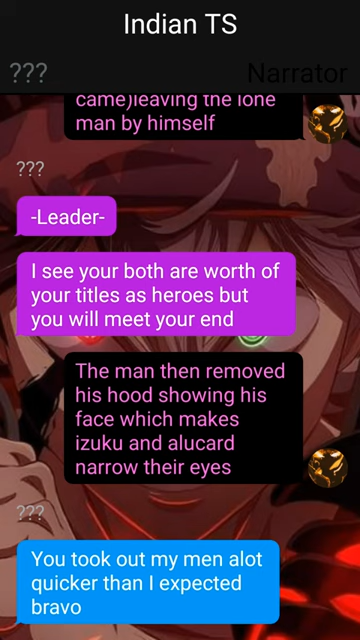 Indian TS
???
Narrator
came)leaving the lone
man by himself
???
-Leader-
I see your both are worth of
your titles as heroes but
you will meet your end
The man then removed
his hood showing his
face which makes
izuku and alucard
narrow their eyes
???
You took out my men alot
quicker than I expected
bravo